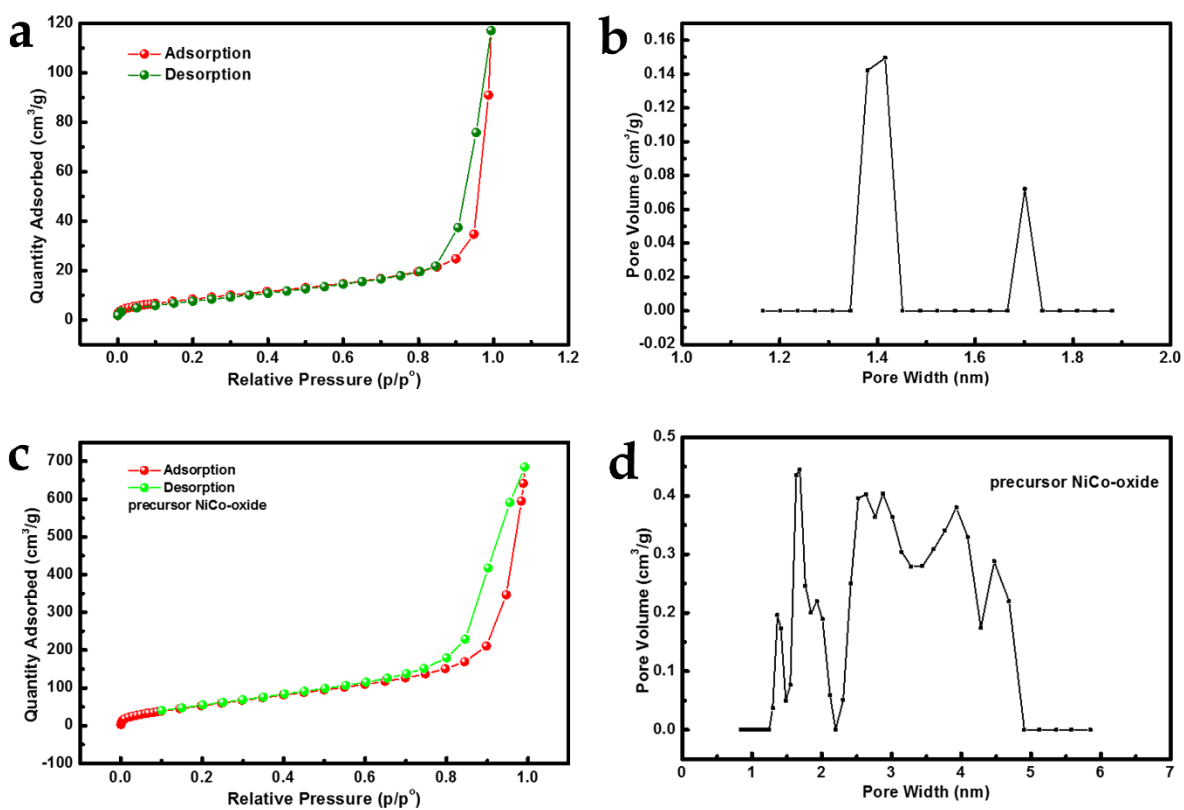 a
Adsorption
Desorption
Quantity Adsorbed (cm³/g)
120
100
80
60
40
20
0
0.0 0.2 0.4 0.6 0.8 1.0 1.2
Relative Pressure (p/p°)
b
Pore Volume (cm³/g)
0.16
0.14
0.12
0.10
0.08
0.06
0.04
0.02
0.00
-0.02
1.0 1.2 1.4 1.6 1.8 2.0
Pore Width (nm)
c
Adsorption
Desorption
precursor NiCo-oxide
Quantity Adsorbed (cm³/g)
700
600
500
400
300
200
100
0
-100
0.0 0.2 0.4 0.6 0.8 1.0
Relative Pressure (p/p°)
d
precursor NiCo-oxide
Pore Volume (cm³/g)
0.5
0.4
0.3
0.2
0.1
0.0
0 1 2 3 4 5 6 7
Pore Width (nm)